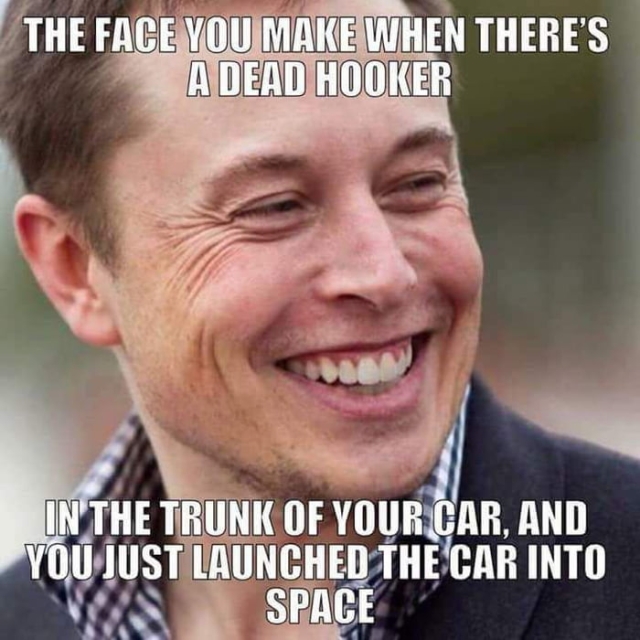 THE FACE YOU MAKE WHEN THERE'S
A DEAD HOOKER
IN THE TRUNK OF YOUR CAR, AND
YOU JUST LAUNCHED THE CAR INTO
SPACE